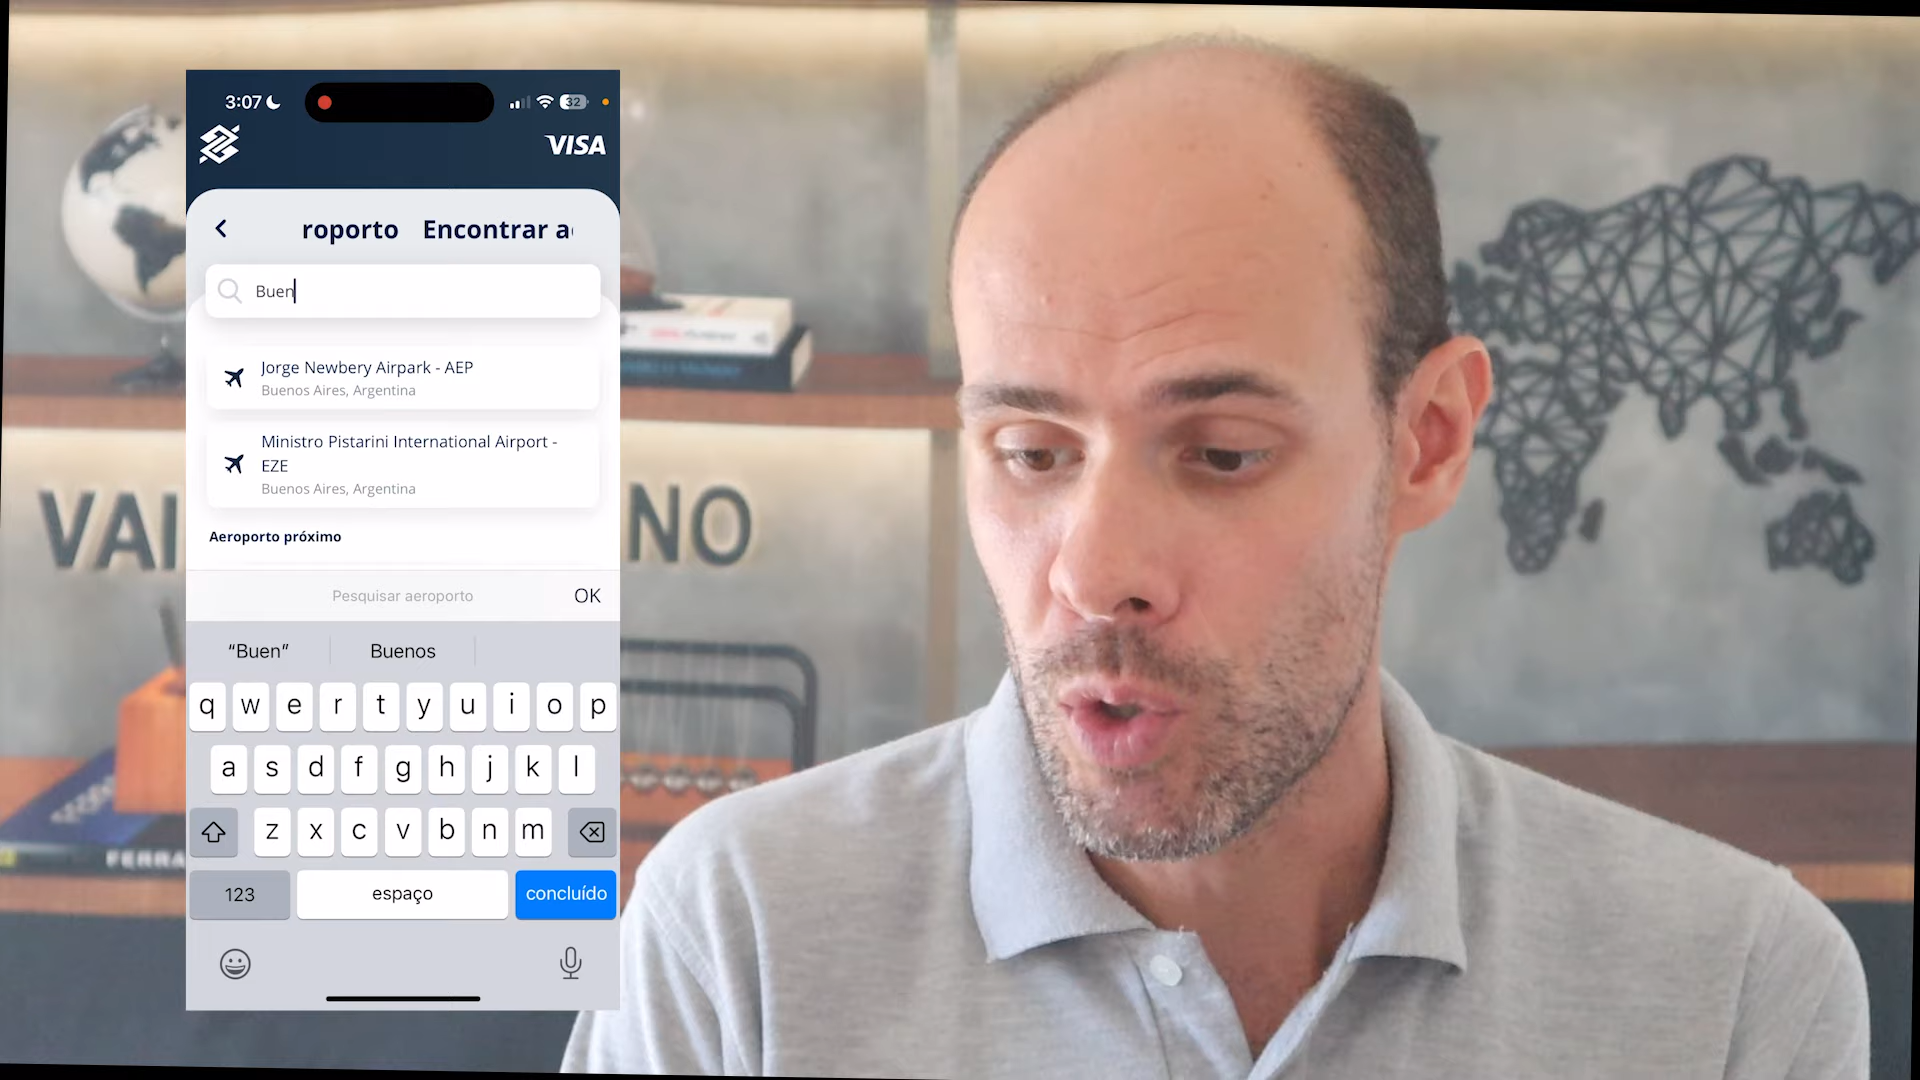 3:07
32
VISA
roporto Encontrar a
Buen
Jorge Newbery Airpark - AEP
Buenos Aires, Argentina
Ministro Pistarini International Airport -
EZE
Buenos Aires, Argentina
Aeroporto próximo
Pesquisar aeroporto OK
“Buen” Buenos
q w e r t y u i o p
a s d f g h j k l
z x c v b n m
123 espaço concluído
VAI NO
FERRA